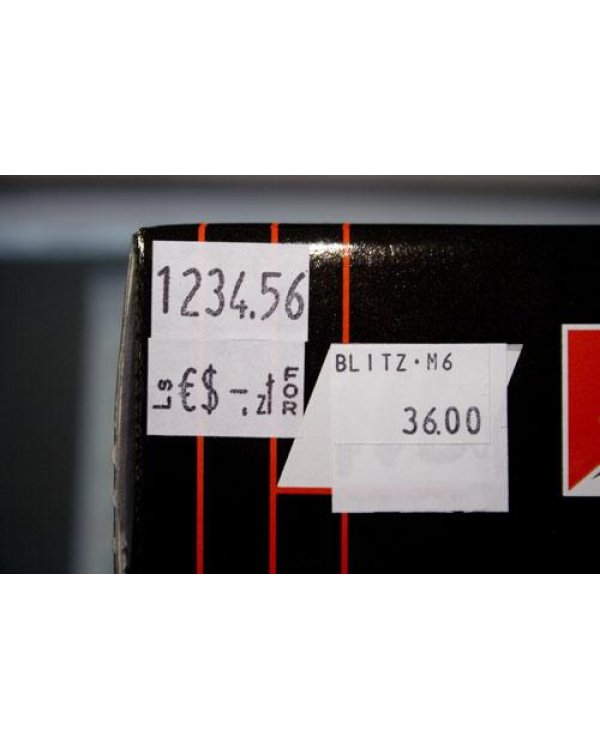 1234.56
LS €$ -. zł FOR
BLITZ·M6
36.00